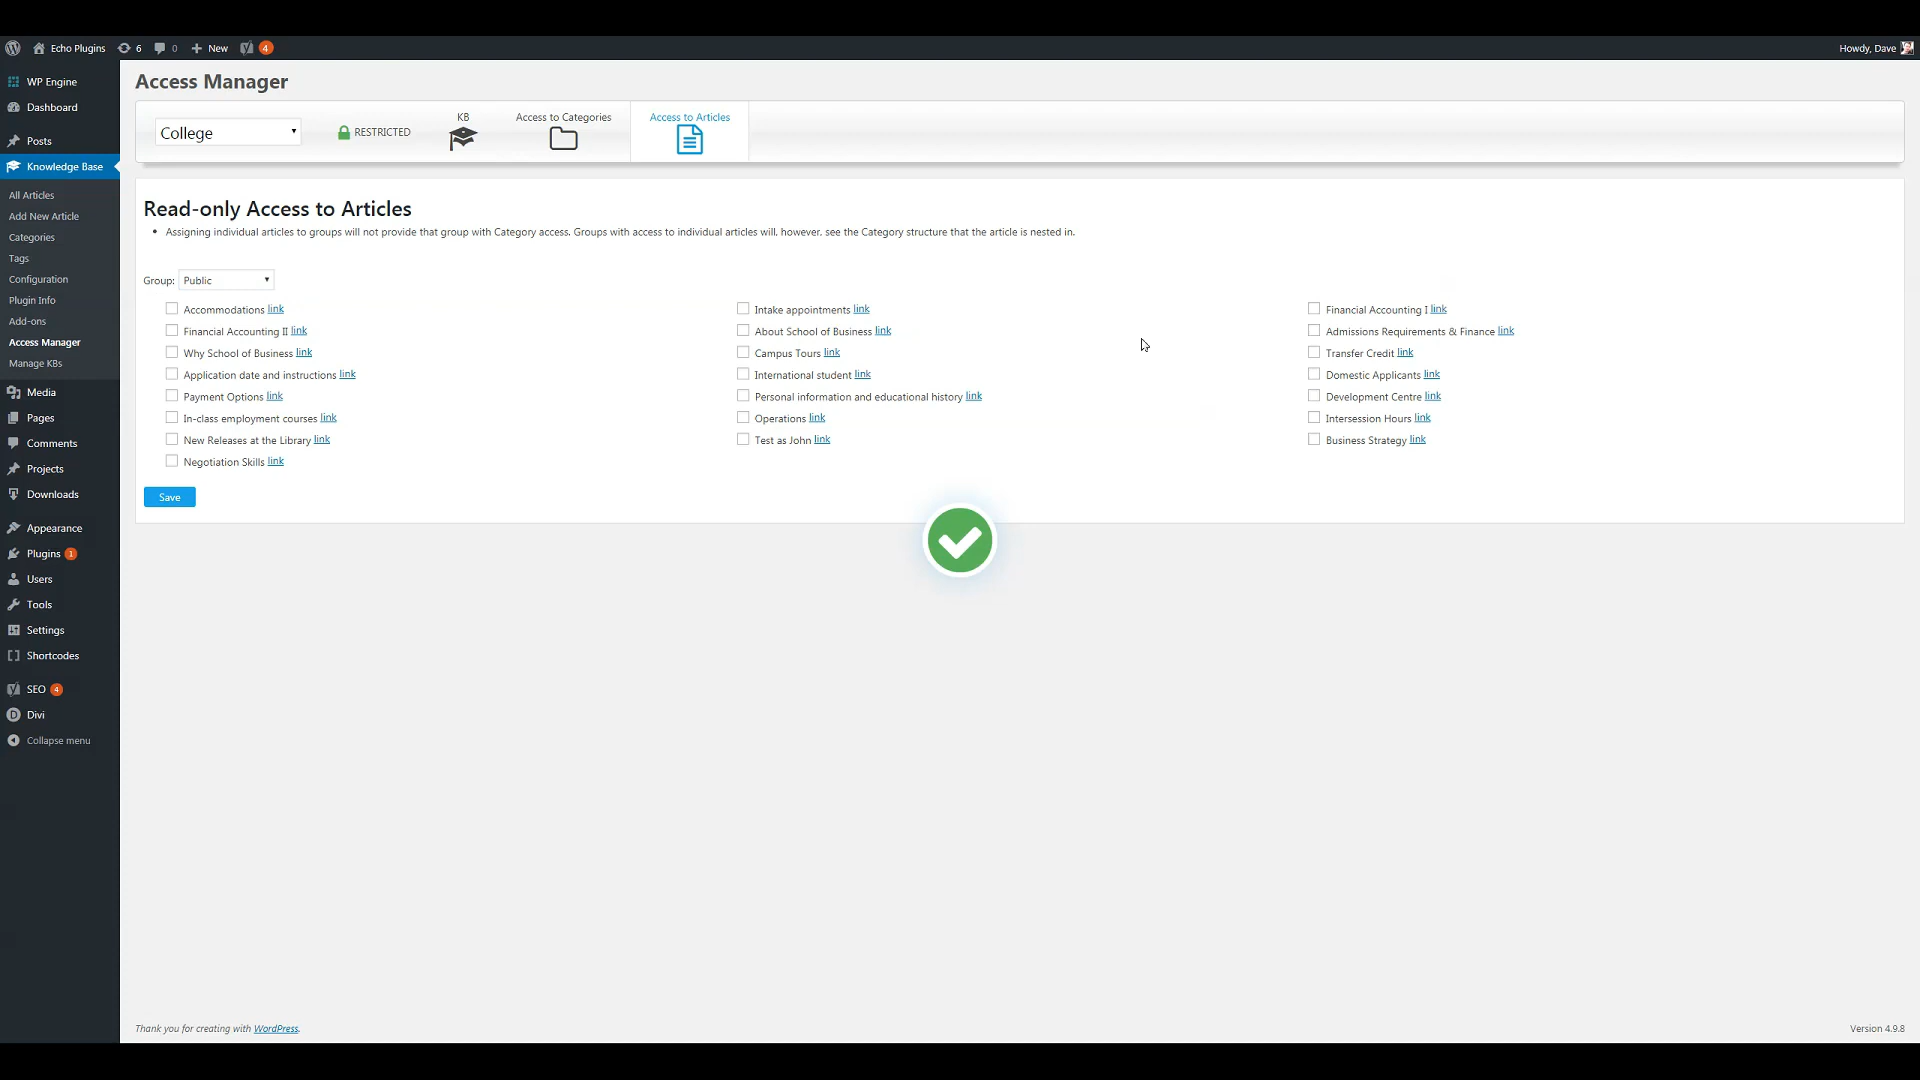 Echo Plugins 6 0 New 4 Howdy, Dave
WP Engine
Dashboard
Posts
Knowledge Base
All Articles
Add New Article
Categories
Tags
Configuration
Plugin Info
Add-ons
Access Manager
Manage KBs
Media
Pages
Comments
Projects
Downloads
Appearance
Plugins 1
Users
Tools
Settings
Shortcodes
SEO 4
Divi
Collapse menu
Access Manager
College RESTRICTED KB Access to Categories Access to Articles
Read-only Access to Articles
• Assigning individual articles to groups will not provide that group with Category access. Groups with access to individual articles will, however, see the Category structure that the article is nested in.
Group: Public
Accommodations link Intake appointments link Financial Accounting I link
Financial Accounting II link About School of Business link Admissions Requirements & Finance link
Why School of Business link Campus Tours link Transfer Credit link
Application date and instructions link International student link Domestic Applicants link
Payment Options link Personal information and educational history link Development Centre link
In-class employment courses link Operations link Intersession Hours link
New Releases at the Library link Test as John link Business Strategy link
Negotiation Skills link
Save
Thank you for creating with WordPress. Version 4.9.8